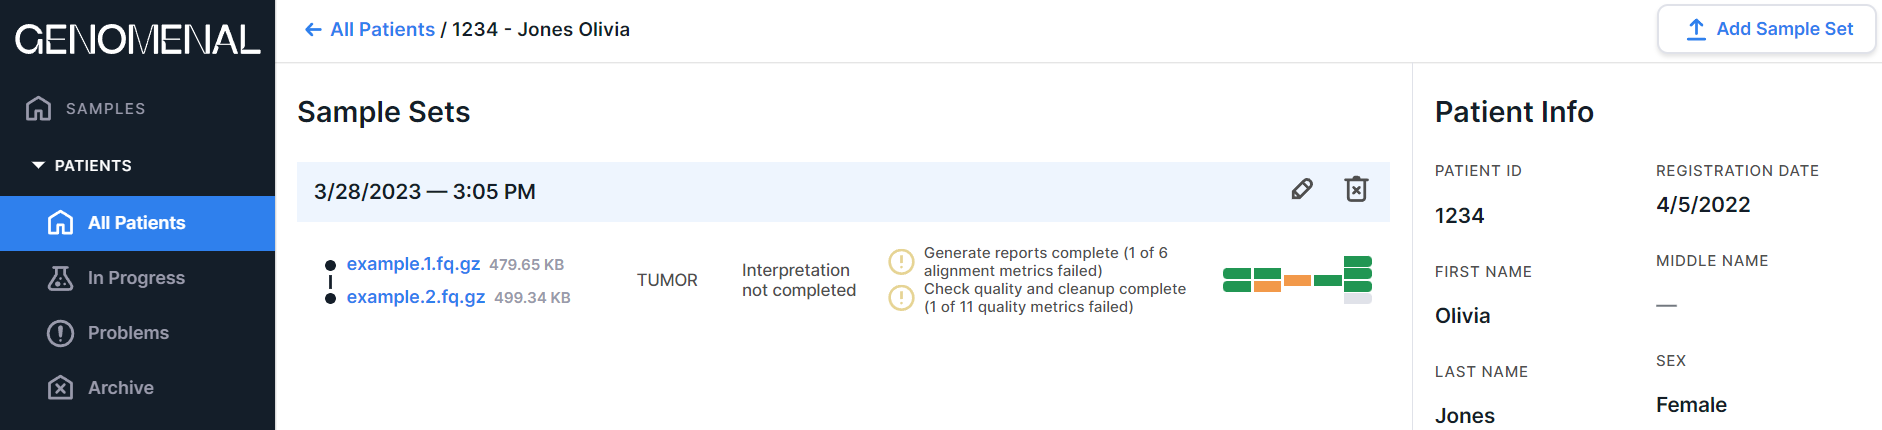 GENOMENAL
SAMPLES
PATIENTS
All Patients
In Progress
Problems
Archive
All Patients / 1234 - Jones Olivia
Add Sample Set
Sample Sets
3/28/2023 — 3:05 PM
example.1.fq.gz 479.65 KB
example.2.fq.gz 499.34 KB
TUMOR
Interpretation
not completed
Generate reports complete (1 of 6
alignment metrics failed)
Check quality and cleanup complete
(1 of 11 quality metrics failed)
Patient Info
PATIENT ID
1234
REGISTRATION DATE
4/5/2022
FIRST NAME
Olivia
MIDDLE NAME
—
LAST NAME
Jones
SEX
Female